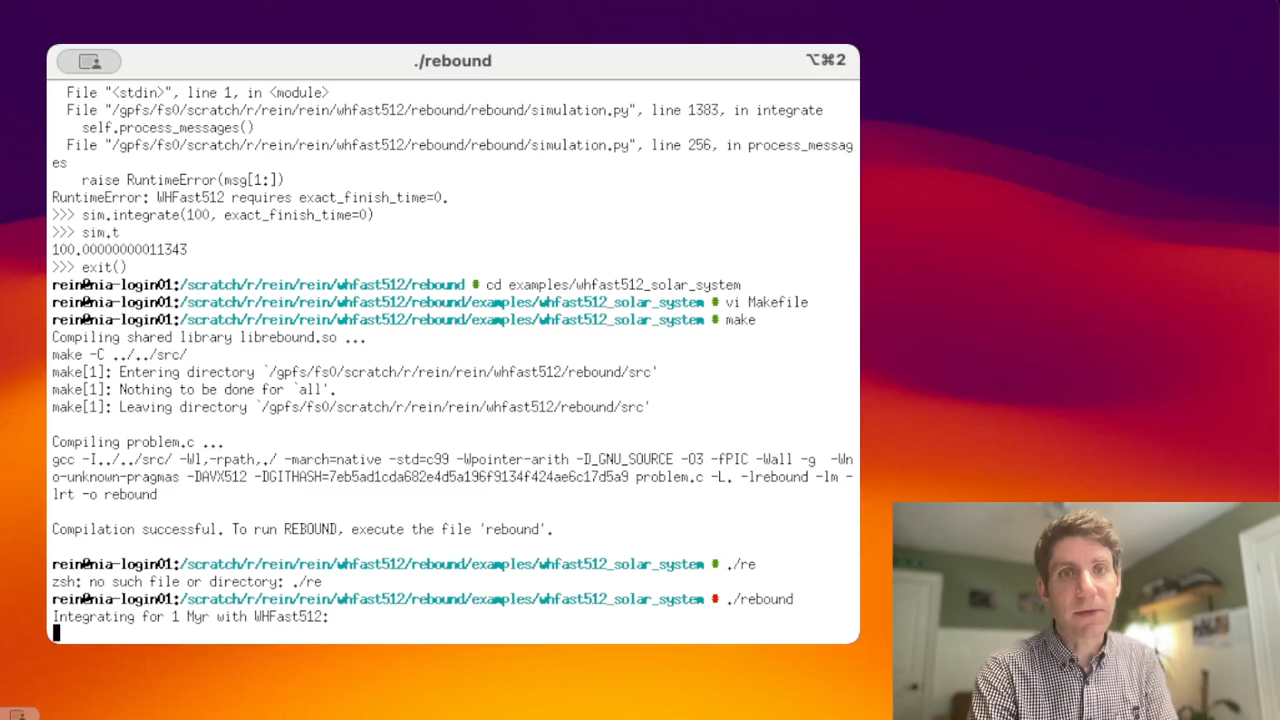 ./rebound
⌥⌘2
File "<stdin>", line 1, in <module>
File "/gpfs/fs0/scratch/r/rein/rein/whfast512/rebound/rebound/simulation.py", line 1383, in integrate
self.process_messages()
File "/gpfs/fs0/scratch/r/rein/rein/whfast512/rebound/rebound/simulation.py", line 256, in process_messag
es
raise RuntimeError(msg[1:])
RuntimeError: WHFast512 requires exact_finish_time=0.
>>> sim.integrate(100, exact_finish_time=0)
>>> sim.t
100.00000000011343
>>> exit()
rein@nia-login01:/scratch/r/rein/rein/whfast512/rebound # cd examples/whfast512_solar_system
rein@nia-login01:/scratch/r/rein/rein/whfast512/rebound/examples/whfast512_solar_system # vi Makefile
rein@nia-login01:/scratch/r/rein/rein/whfast512/rebound/examples/whfast512_solar_system # make
Compiling shared library librebound.so ...
make -C ../../src/
make[1]: Entering directory `/gpfs/fs0/scratch/r/rein/rein/whfast512/rebound/src'
make[1]: Nothing to be done for `all'.
make[1]: Leaving directory `/gpfs/fs0/scratch/r/rein/rein/whfast512/rebound/src'
Compiling problem.c ...
gcc -I../../src/ -Wl,-rpath,./ -march=native -std=c99 -Wpointer-arith -D_GNU_SOURCE -O3 -fPIC -Wall -g  -Wn
o-unknown-pragmas -DAVX512 -DGITHASH=7eb5ad1cda682e4d5a196f9134f424ae6c17d5a9 problem.c -L. -lrebound -lm -
lrt -o rebound
Compilation successful. To run REBOUND, execute the file 'rebound'.
rein@nia-login01:/scratch/r/rein/rein/whfast512/rebound/examples/whfast512_solar_system # ./re
zsh: no such file or directory: ./re
rein@nia-login01:/scratch/r/rein/rein/whfast512/rebound/examples/whfast512_solar_system # ./rebound
Integrating for 1 Myr with WHFast512: